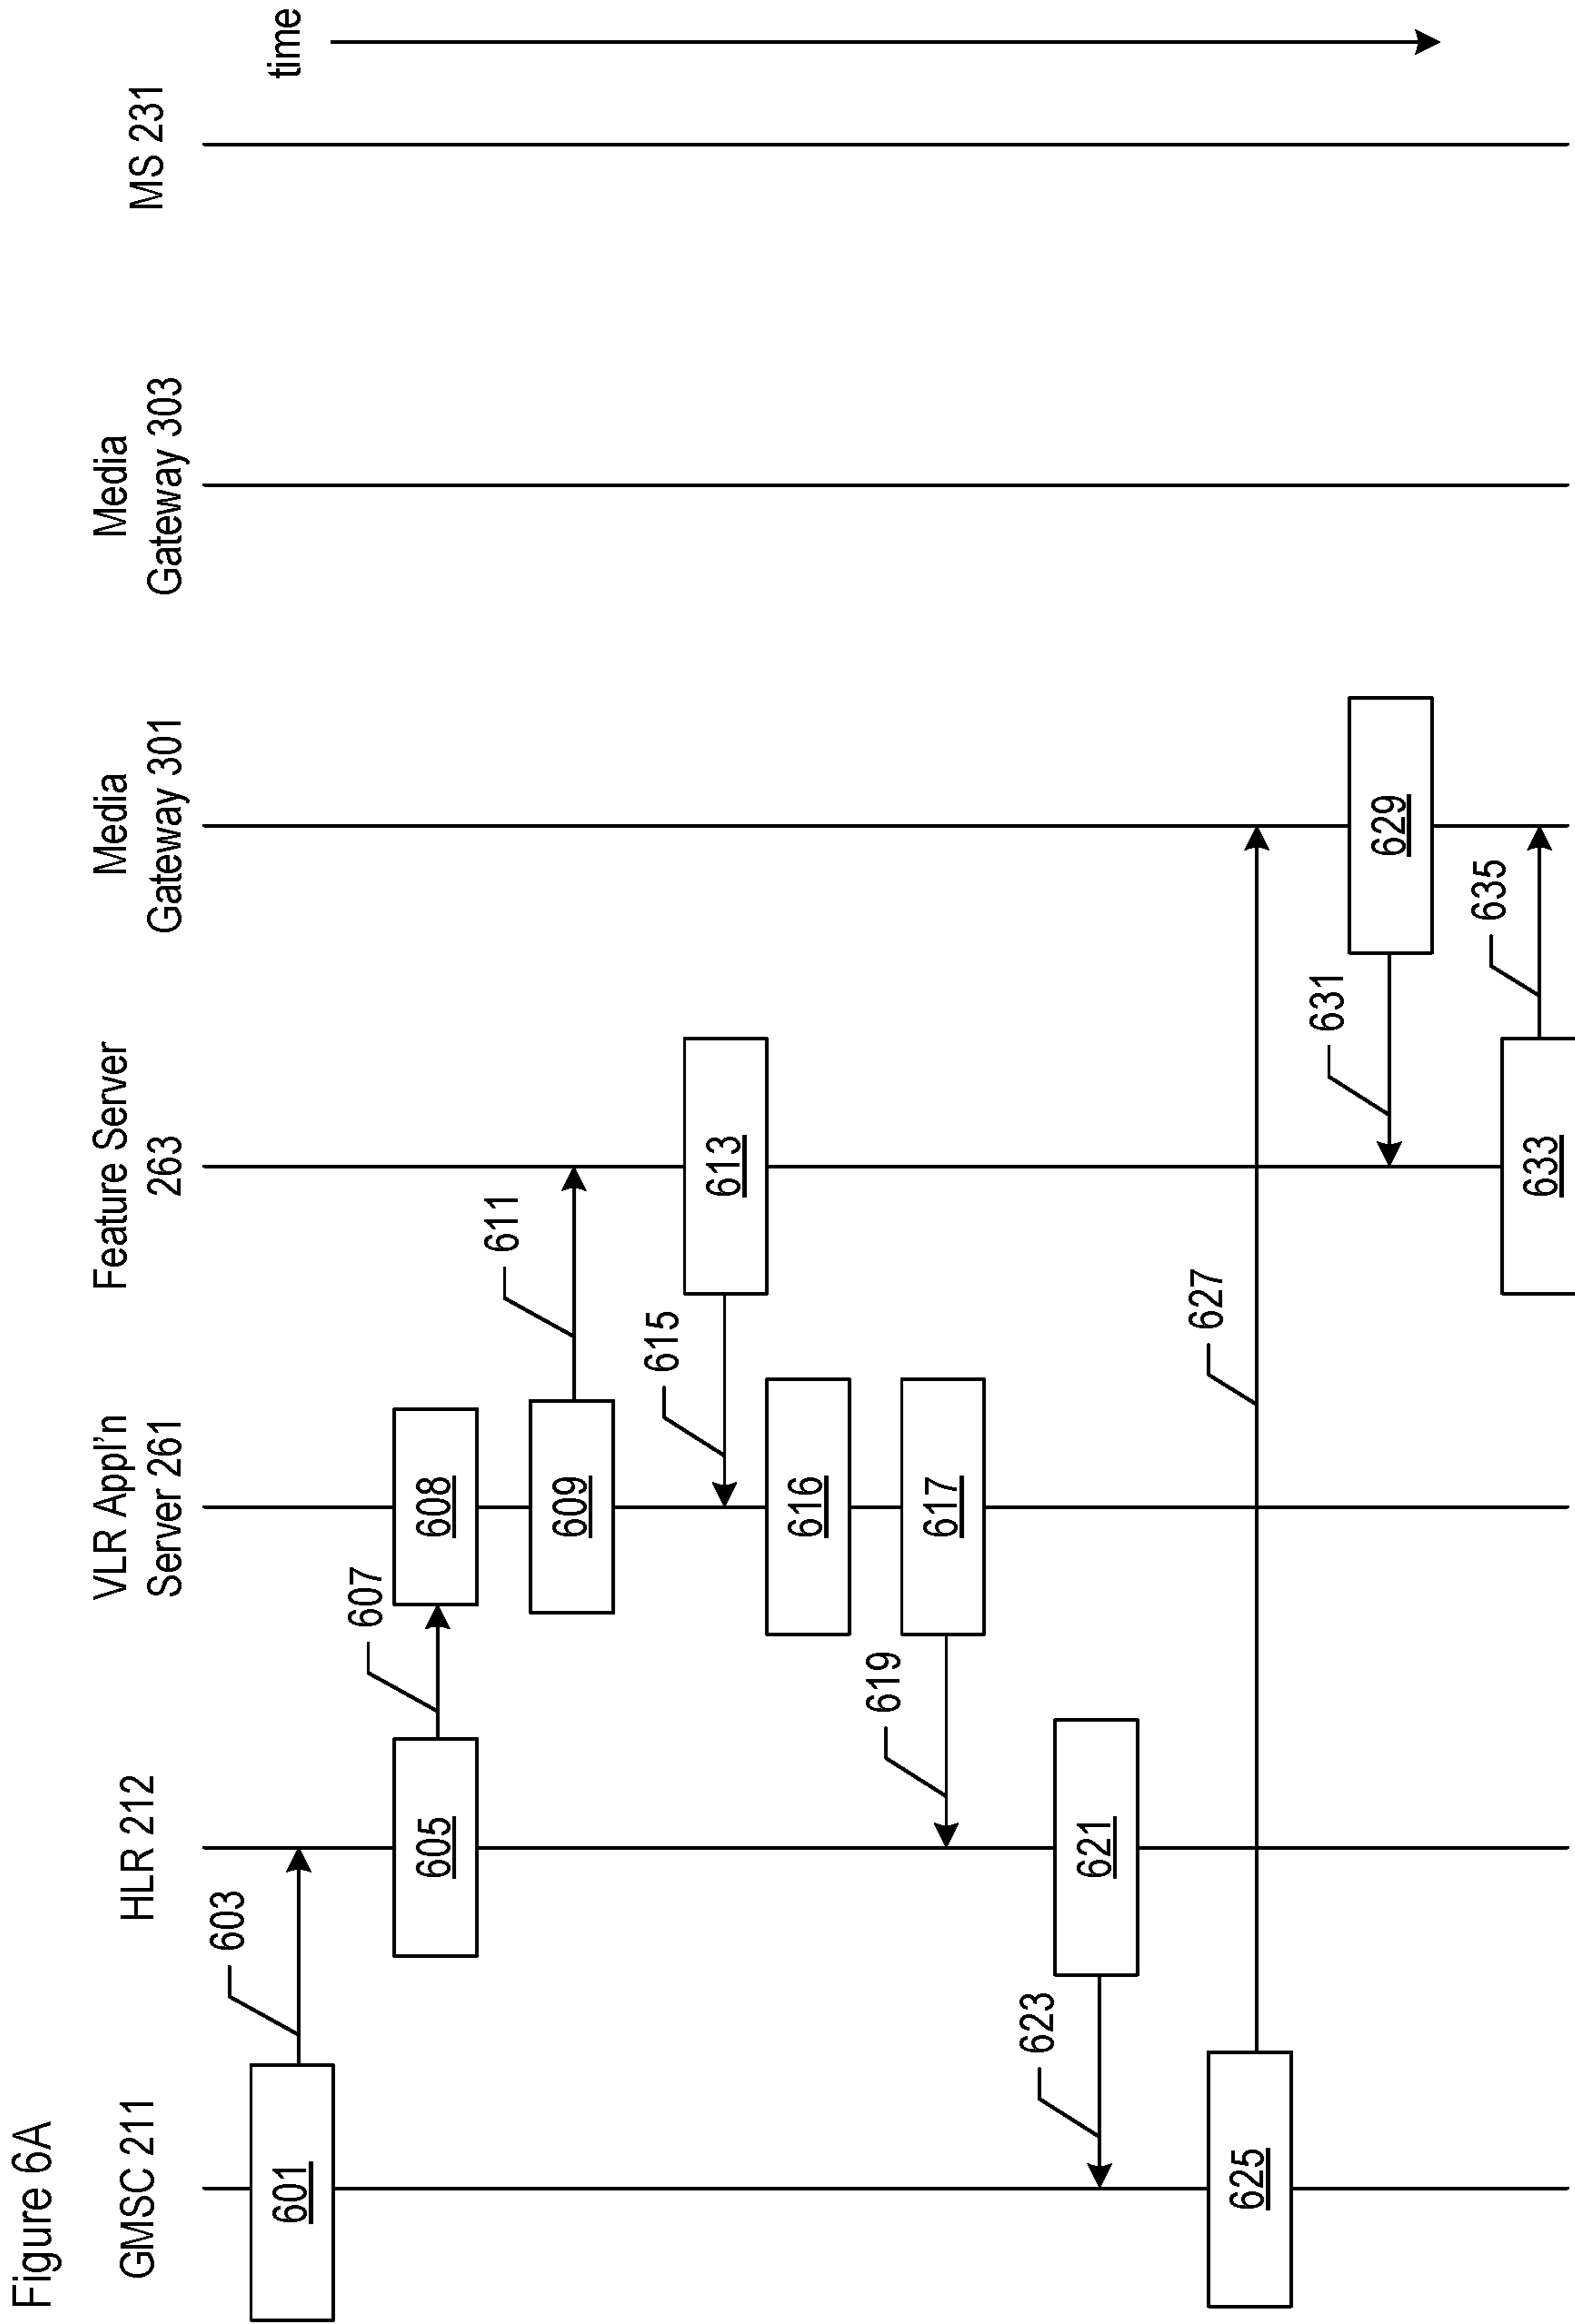 Figure 6A
GMSC 211
HLR 212
VLR Appl'n
Server 261
Feature Server
263
Media
Gateway 301
Media
Gateway 303
MS 231
time
601
603
605
607
608
609
611
613
615
616
617
619
621
623
625
627
629
631
633
635